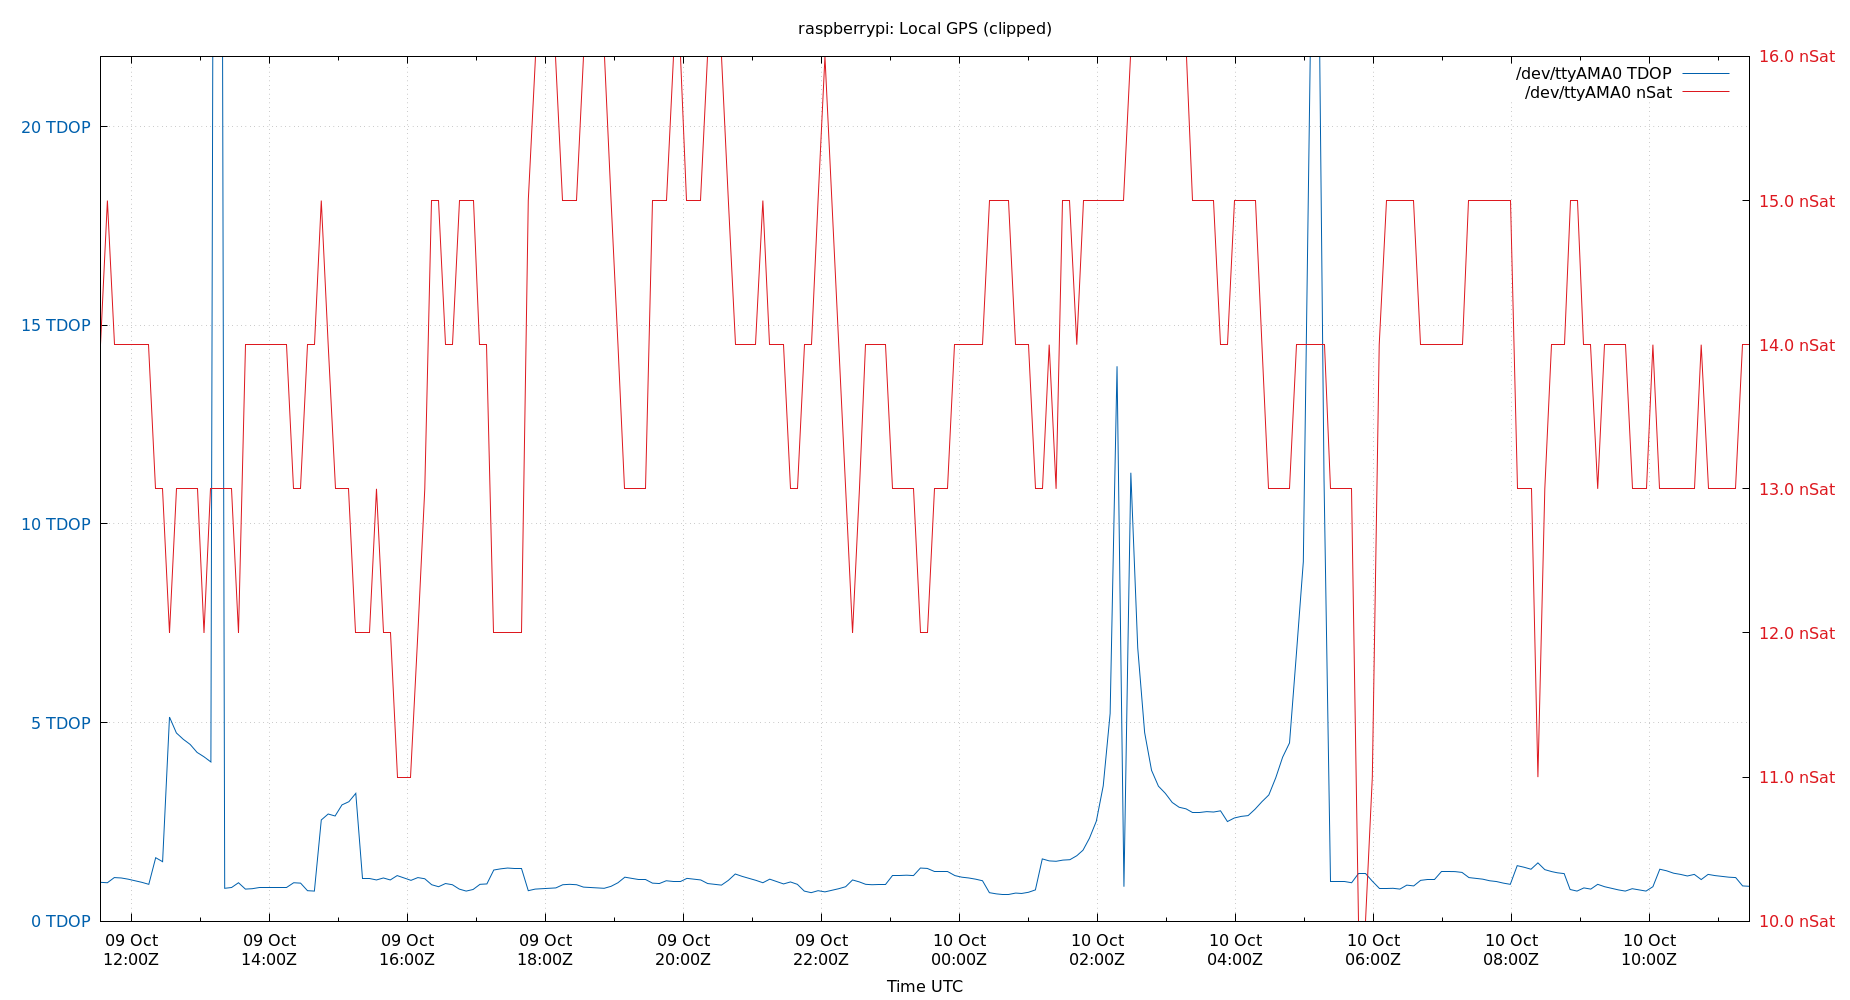 raspberrypi: Local GPS (clipped)
/dev/ttyAMA0 TDOP
/dev/ttyAMA0 nSat
20 TDOP
15 TDOP
10 TDOP
5 TDOP
0 TDOP
16.0 nSat
15.0 nSat
14.0 nSat
13.0 nSat
12.0 nSat
11.0 nSat
10.0 nSat
09 Oct
12:00Z
09 Oct
14:00Z
09 Oct
16:00Z
09 Oct
18:00Z
09 Oct
20:00Z
09 Oct
22:00Z
10 Oct
00:00Z
10 Oct
02:00Z
10 Oct
04:00Z
10 Oct
06:00Z
10 Oct
08:00Z
10 Oct
10:00Z
Time UTC